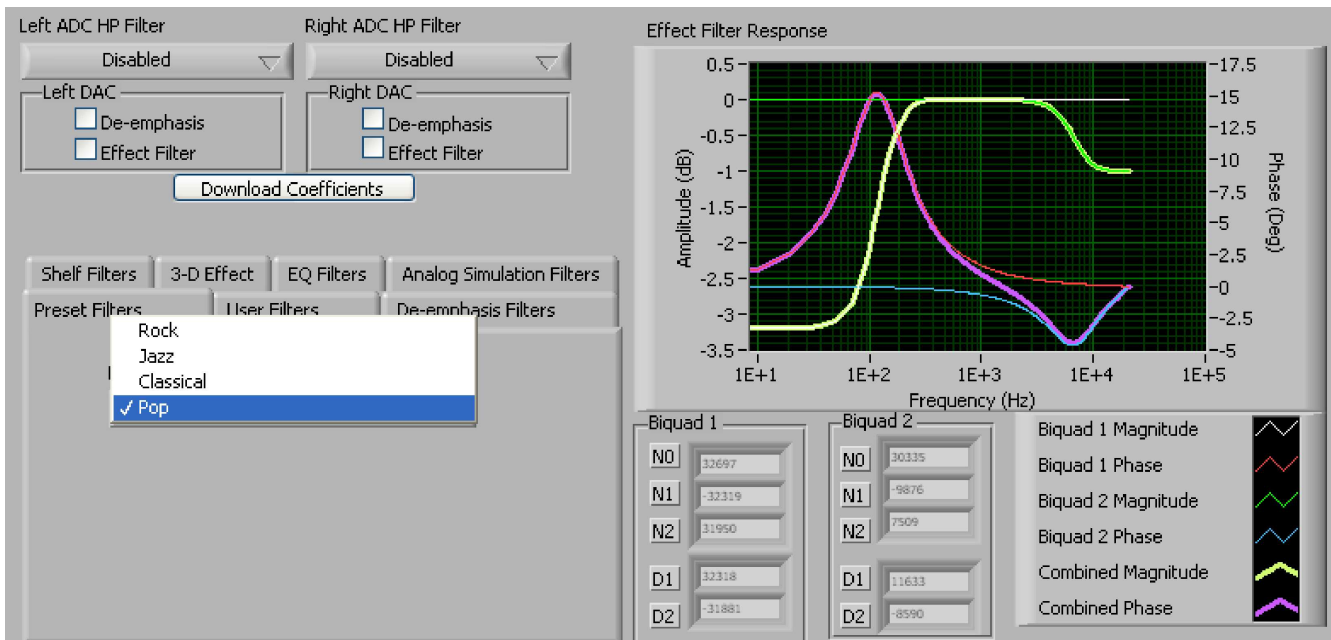 Left ADC HP Filter
Right ADC HP Filter
Disabled
Disabled
Left DAC
De-emphasis
Effect Filter
Right DAC
De-emphasis
Effect Filter
Download Coefficients
Shelf Filters
3-D Effect
EQ Filters
Analog Simulation Filters
Preset Filters
User Filters
De-emphasis Filters
Rock
Jazz
Classical
✓ Pop
Effect Filter Response
0.5
0
-0.5
-1
-1.5
-2
-2.5
-3
-3.5
Amplitude (dB)
17.5
15
12.5
10
7.5
5
2.5
0
-2.5
-5
Phase (Deg)
1E+1
1E+2
1E+3
1E+4
1E+5
Frequency (Hz)
Biquad 1
N0 32697
N1 -32319
N2 31950
D1 32318
D2 -31881
Biquad 2
N0 30335
N1 -9876
N2 7509
D1 11633
D2 -8590
Biquad 1 Magnitude
Biquad 1 Phase
Biquad 2 Magnitude
Biquad 2 Phase
Combined Magnitude
Combined Phase